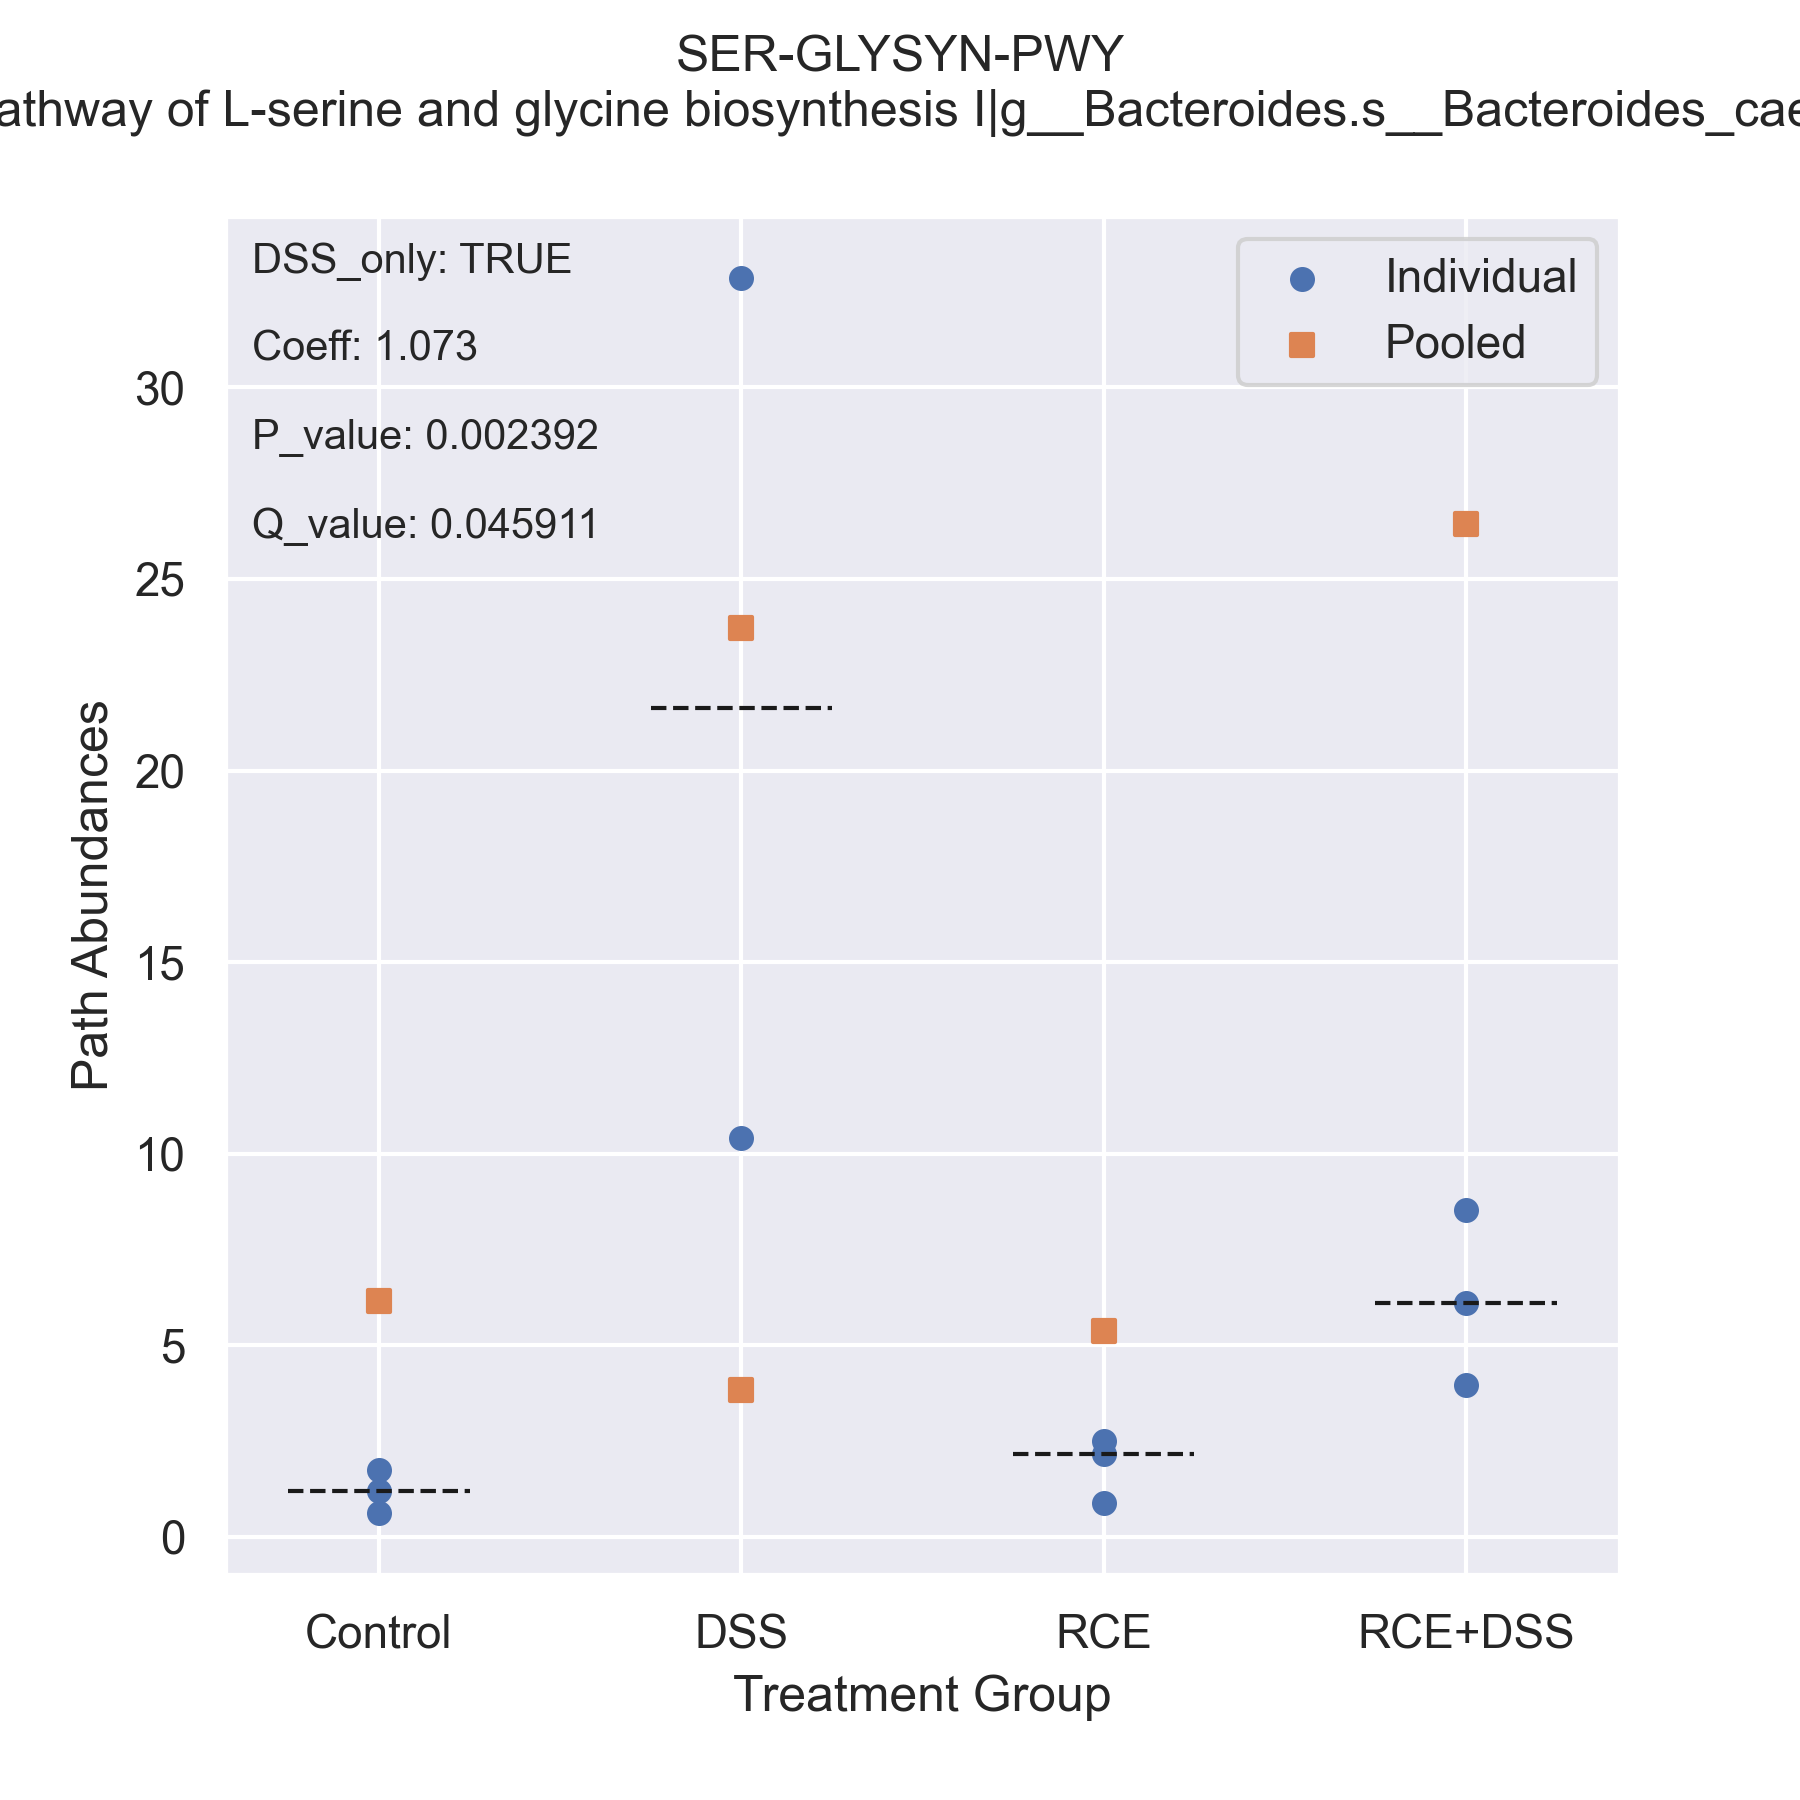 SER-GLYSYN-PWY
athway of L-serine and glycine biosynthesis I|g__Bacteroides.s__Bacteroides_cae
DSS_only: TRUE
Coeff: 1.073
P_value: 0.002392
Q_value: 0.045911
Individual
Pooled
Path Abundances
30
25
20
15
10
5
0
Control DSS RCE RCE+DSS
Treatment Group